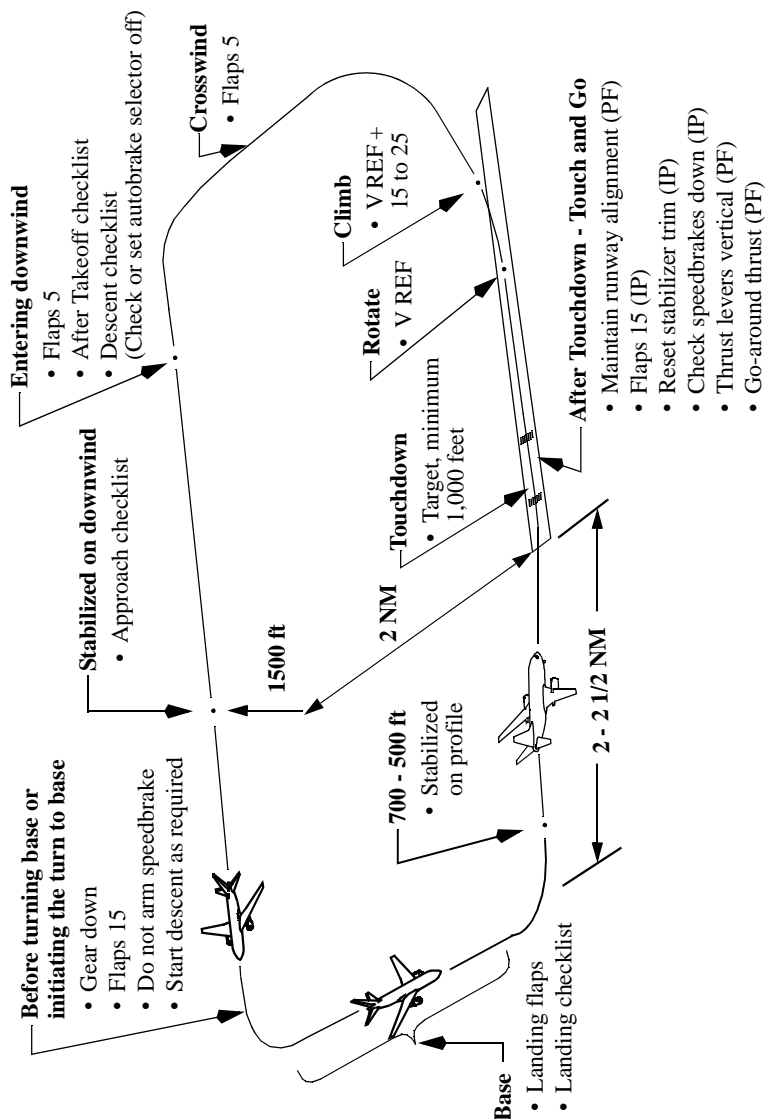 Before turning base or
initiating the turn to base
• Gear down
• Flaps 15
• Do not arm speedbrake
• Start descent as required
Stabilized on downwind
• Approach checklist
Entering downwind
• Flaps 5
• After Takeoff checklist
• Descent checklist
(Check or set autobrake selector off)
Crosswind
• Flaps 5
1500 ft
2 NM
Climb
• V REF +
15 to 25
Rotate
• V REF
Touchdown
• Target, minimum
1,000 feet
700 - 500 ft
• Stabilized
on profile
Base
• Landing flaps
• Landing checklist
2 - 2 1/2 NM
After Touchdown - Touch and Go
• Maintain runway alignment (PF)
• Flaps 15 (IP)
• Reset stabilizer trim (IP)
• Check speedbrakes down (IP)
• Thrust levers vertical (PF)
• Go-around thrust (PF)